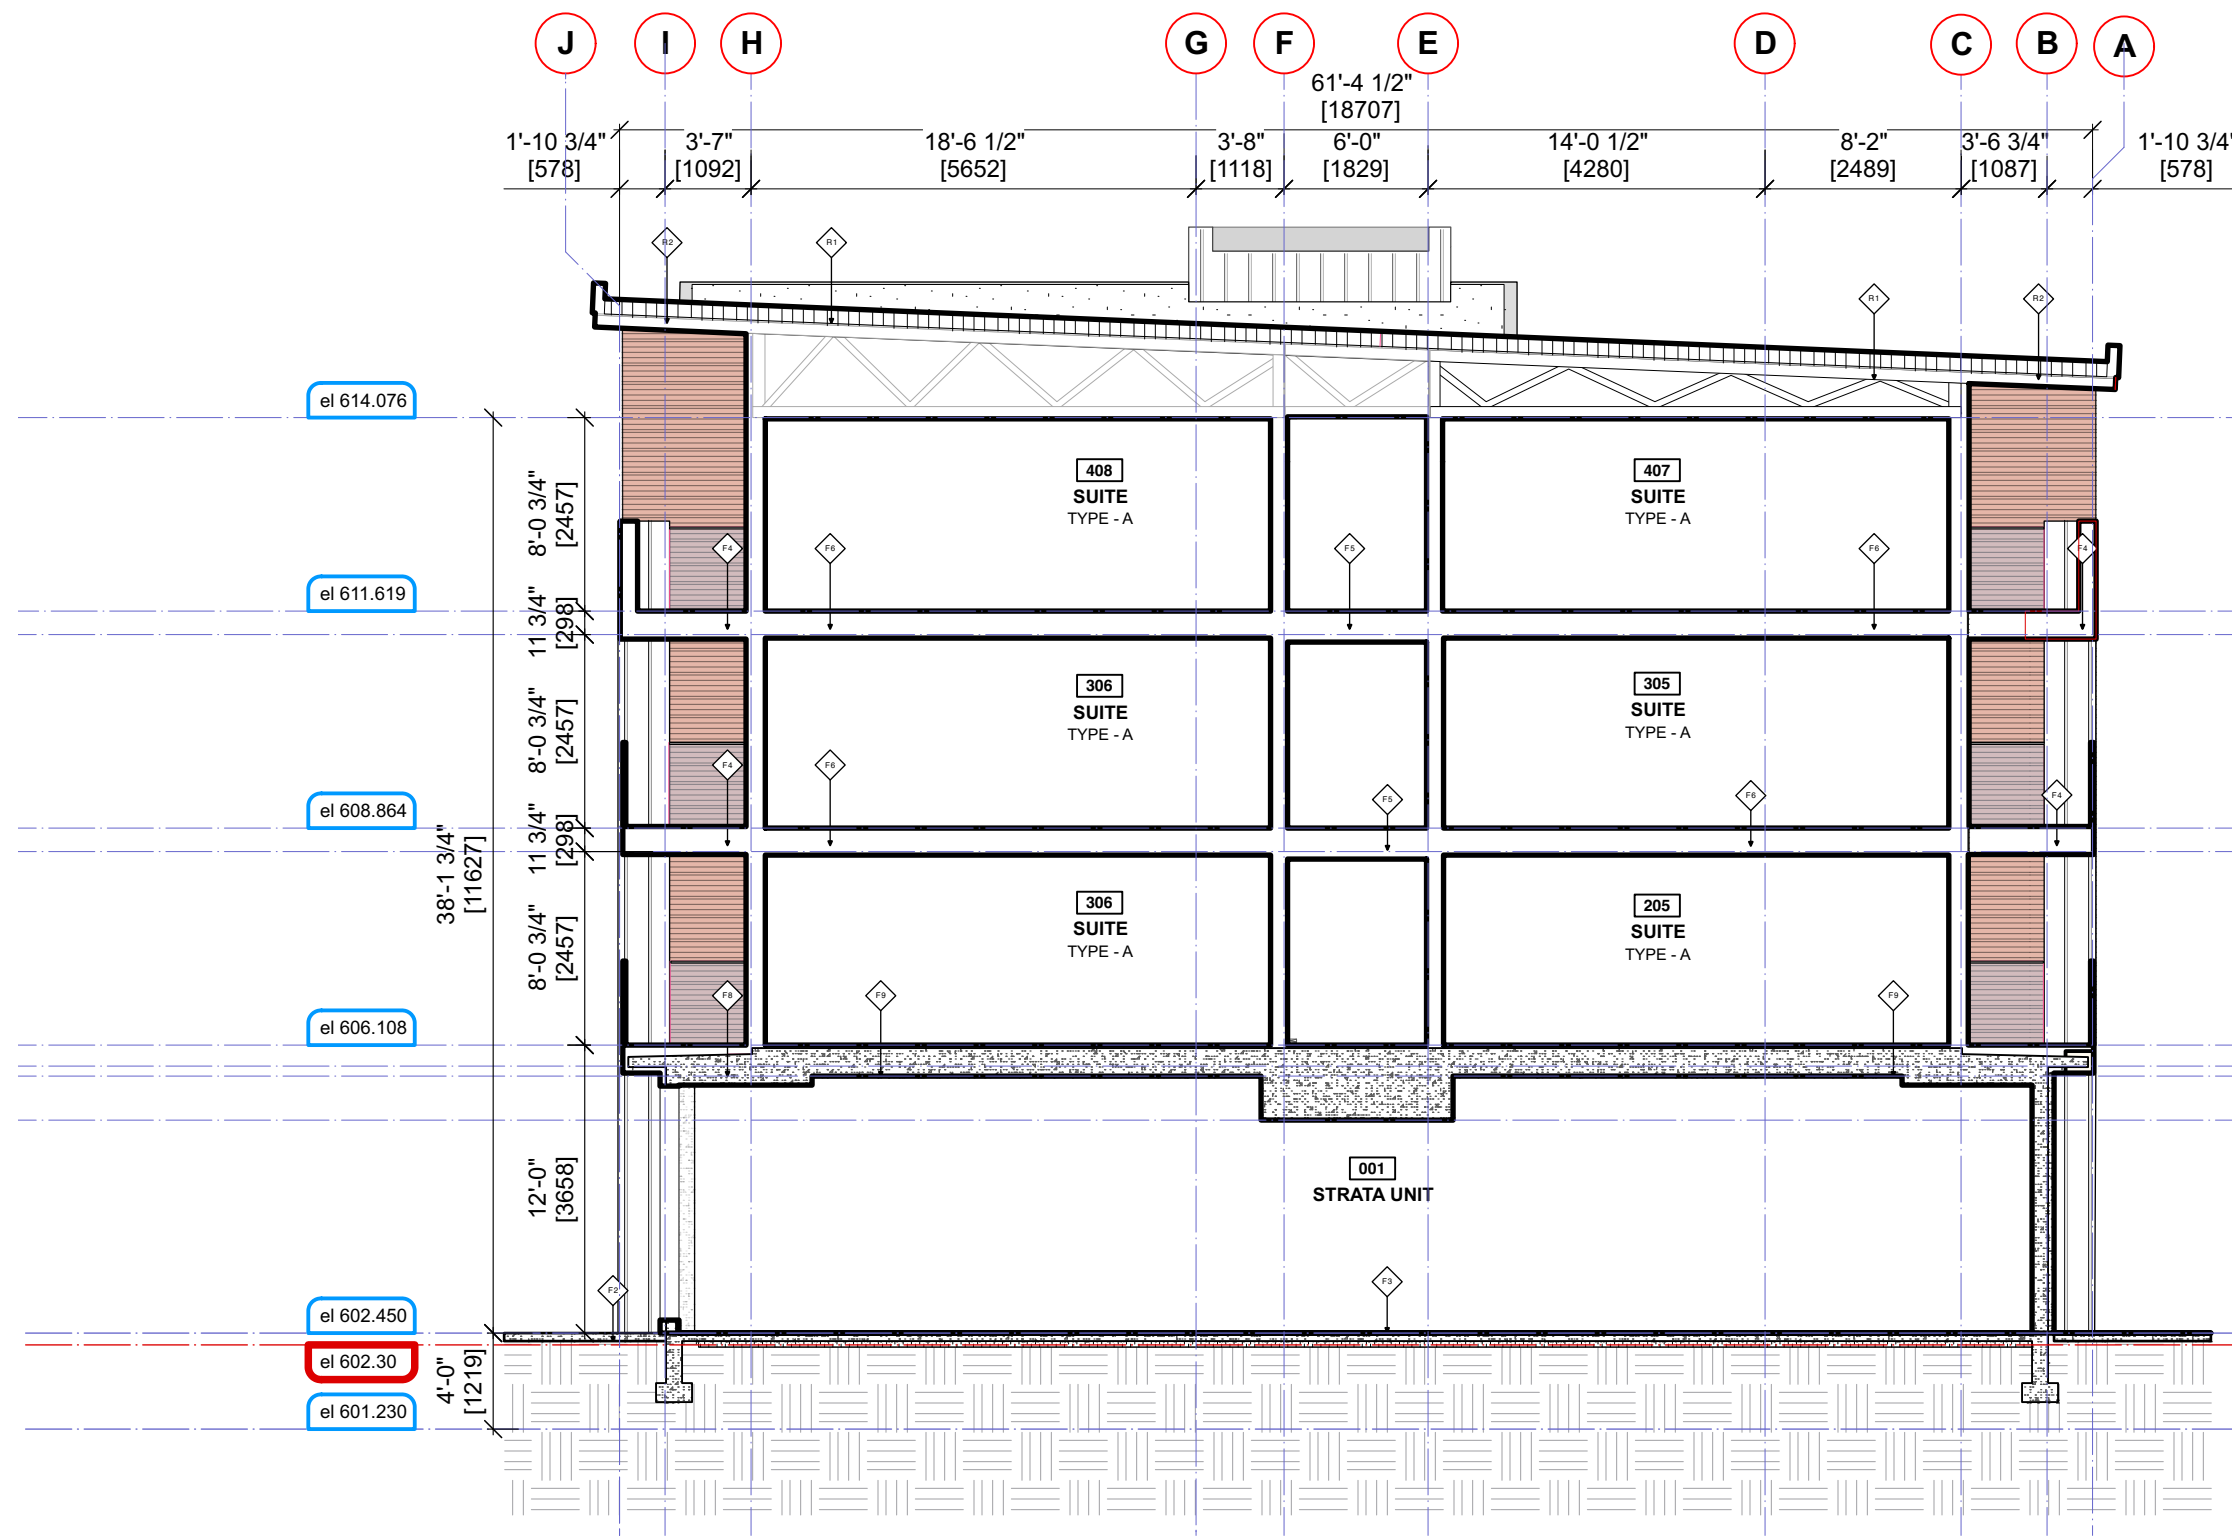 J I H G F E D C B A
61'-4 1/2"
[18707]
1'-10 3/4" 3'-7" 18'-6 1/2" 3'-8" 6'-0" 14'-0 1/2" 8'-2" 3'-6 3/4" 1'-10 3/4"
[578] [1092] [5652] [1118] [1829] [4280] [2489] [1087] [578]
R2 R1
R1 R2
el 614.076
8'-0 3/4"
[2457]
408
SUITE
TYPE - A
407
SUITE
TYPE - A
F4 F6 F5 F6 F4
el 611.619
11 3/4"
[298]
8'-0 3/4"
[2457]
306
SUITE
TYPE - A
305
SUITE
TYPE - A
F4 F6 F5 F6 F4
el 608.864
11 3/4"
[298]
38'-1 3/4"
[11627]
8'-0 3/4"
[2457]
306
SUITE
TYPE - A
205
SUITE
TYPE - A
F8 F9 F9
el 606.108
12'-0"
[3658]
001
STRATA UNIT
F2 F3
el 602.450
el 602.30
4'-0"
[1219]
el 601.230